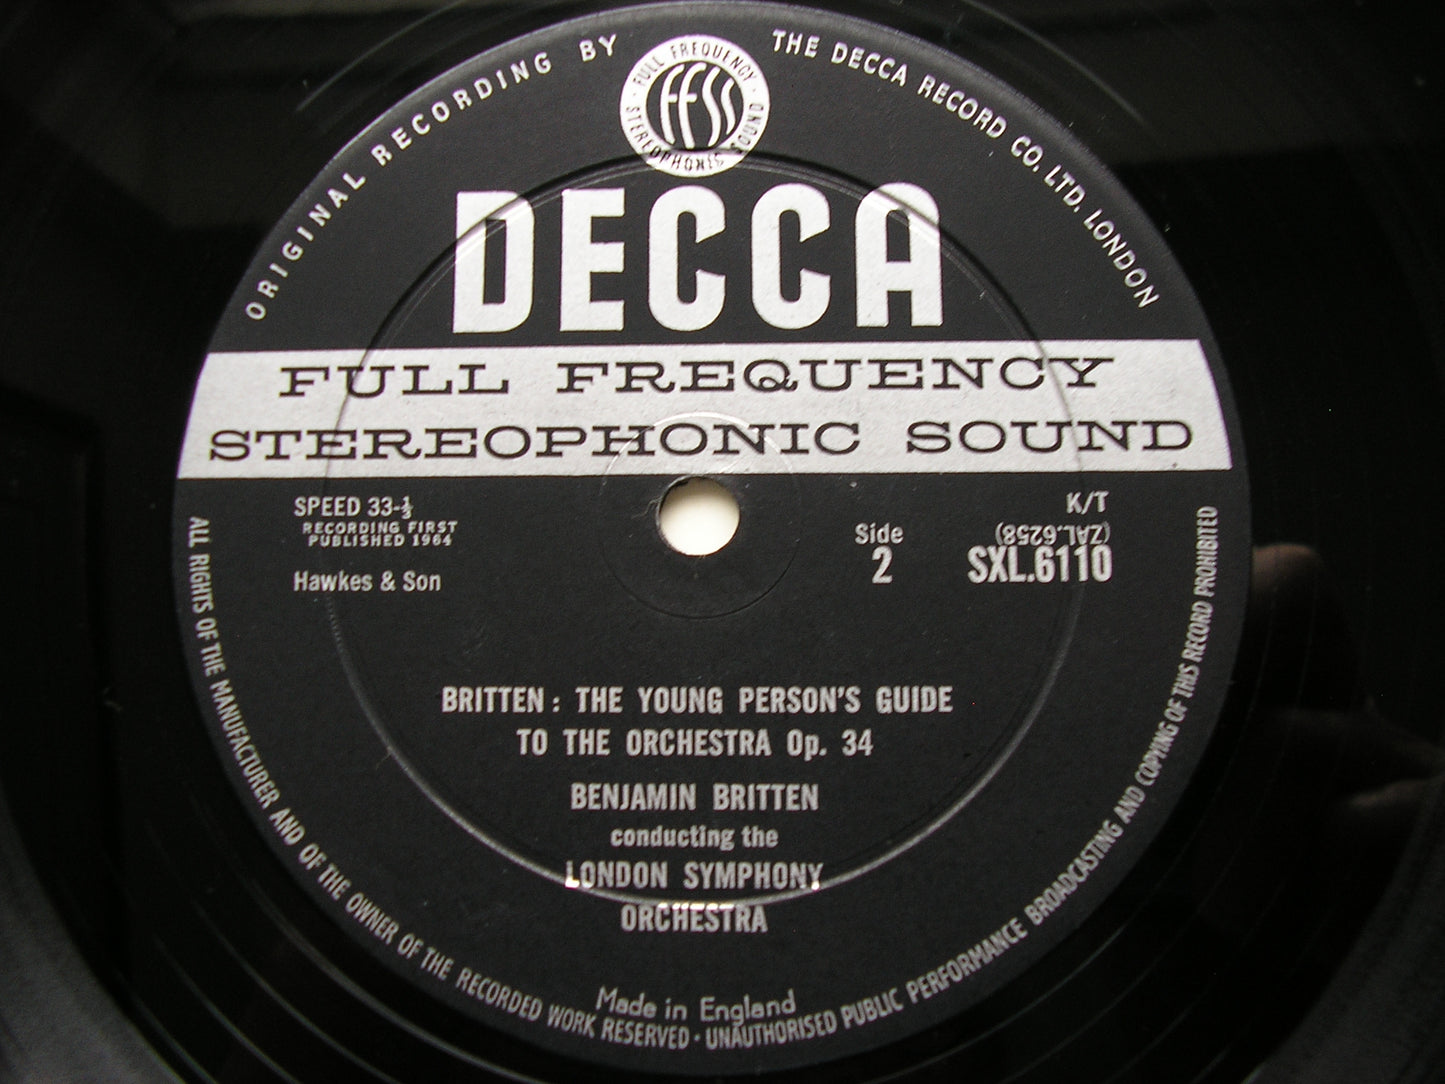 ORIGINAL RECORDING BY
THE DECCA RECORD CO. LTD. LONDON
FULL FREQUENCY
STEREOPHONIC SOUND
FFSS
DECCA
FULL FREQUENCY
STEREOPHONIC SOUND
SPEED 33-⅓
RECORDING FIRST
PUBLISHED 1964
Hawkes & Son
Side
2
K/T
(ZAL.6258)
SXL.6110
BRITTEN: THE YOUNG PERSON'S GUIDE
TO THE ORCHESTRA Op. 34
BENJAMIN BRITTEN
conducting the
LONDON SYMPHONY
ORCHESTRA
Made in England
ALL RIGHTS OF THE MANUFACTURER AND OF THE OWNER OF THE RECORDED WORK RESERVED · UNAUTHORISED PUBLIC PERFORMANCE BROADCASTING AND COPYING OF THIS RECORD PROHIBITED